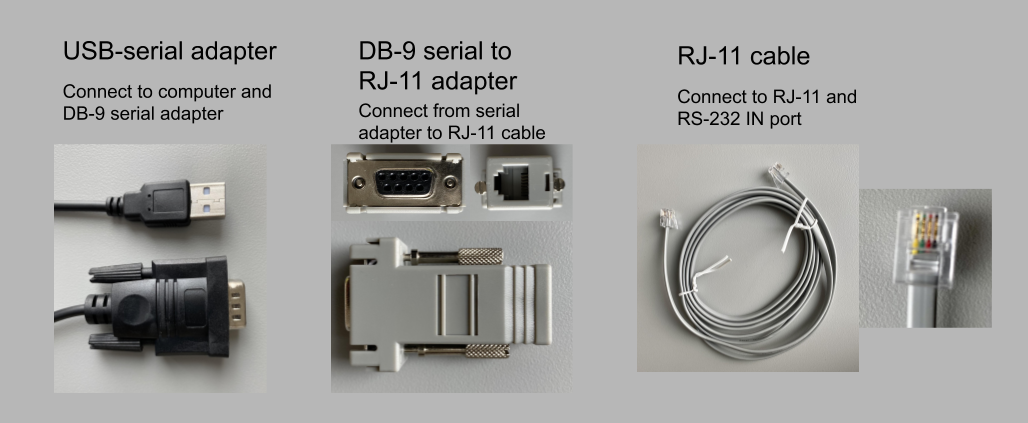 USB-serial adapter
Connect to computer and
DB-9 serial adapter
DB-9 serial to
RJ-11 adapter
Connect from serial
adapter to RJ-11 cable
RJ-11 cable
Connect to RJ-11 and
RS-232 IN port